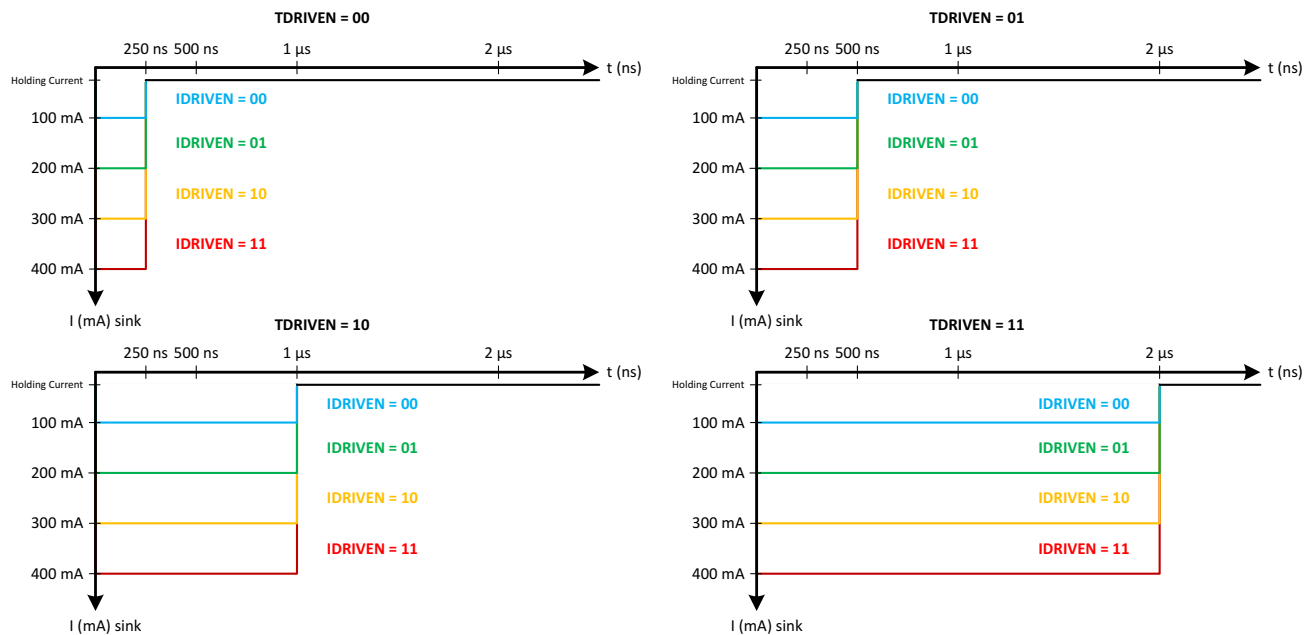 TDRIVEN = 00
250 ns 500 ns 1 µs 2 µs
t (ns)
Holding Current
IDRIVEN = 00
100 mA
IDRIVEN = 01
200 mA
IDRIVEN = 10
300 mA
IDRIVEN = 11
400 mA
I (mA) sink
TDRIVEN = 01
250 ns 500 ns 1 µs 2 µs
t (ns)
Holding Current
IDRIVEN = 00
100 mA
IDRIVEN = 01
200 mA
IDRIVEN = 10
300 mA
IDRIVEN = 11
400 mA
I (mA) sink
TDRIVEN = 10
250 ns 500 ns 1 µs 2 µs
t (ns)
Holding Current
IDRIVEN = 00
100 mA
IDRIVEN = 01
200 mA
IDRIVEN = 10
300 mA
IDRIVEN = 11
400 mA
I (mA) sink
TDRIVEN = 11
250 ns 500 ns 1 µs 2 µs
t (ns)
Holding Current
IDRIVEN = 00
100 mA
IDRIVEN = 01
200 mA
IDRIVEN = 10
300 mA
IDRIVEN = 11
400 mA
I (mA) sink